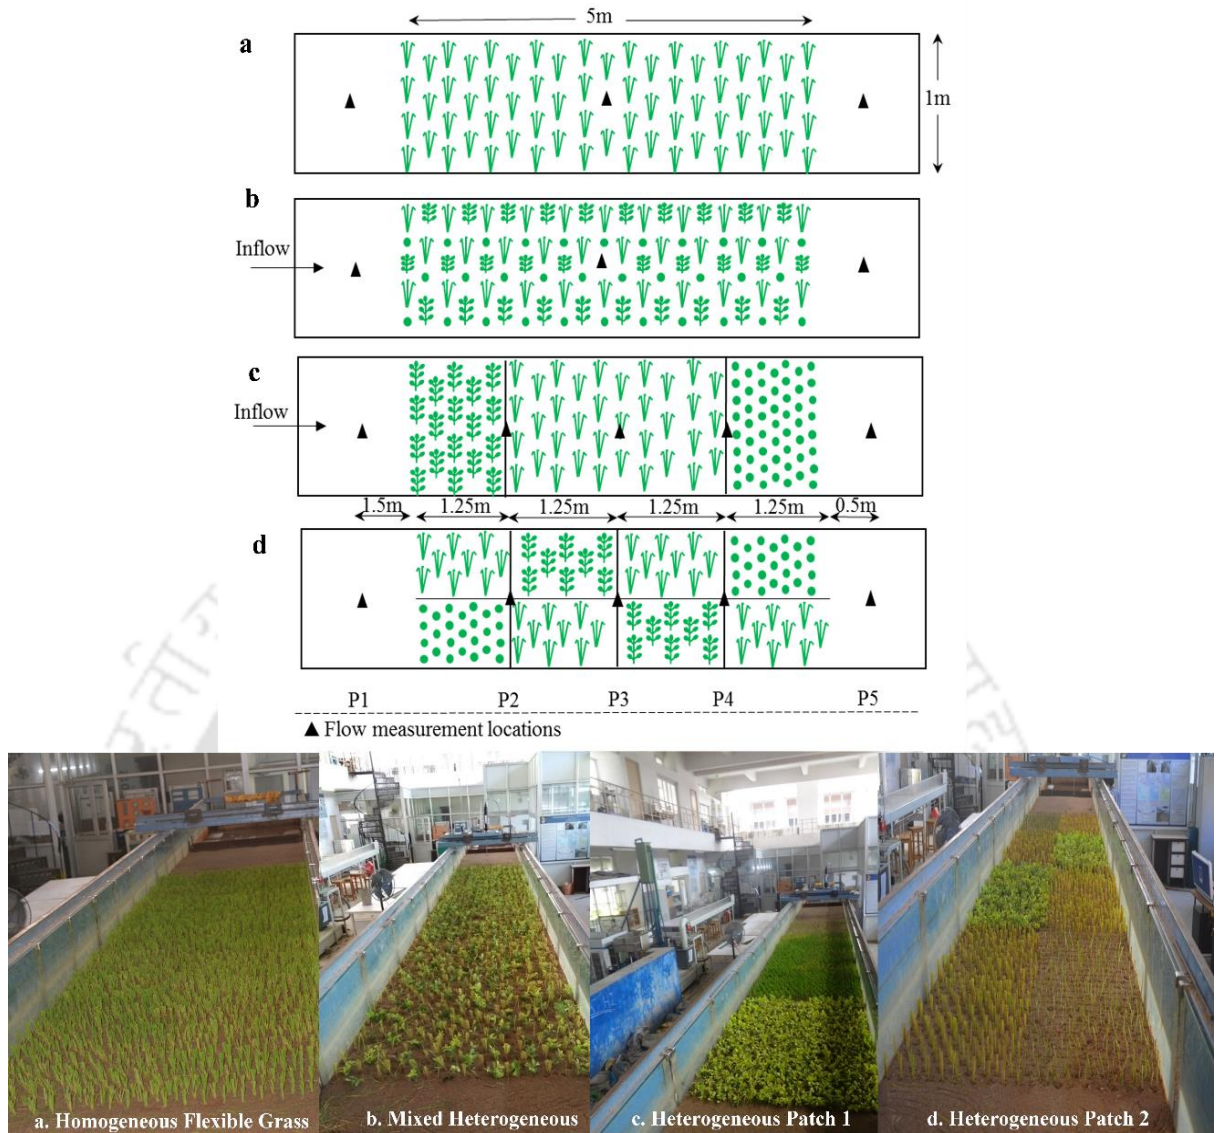 5m
a
1m
b
Inflow
c
Inflow
1.5m 1.25m 1.25m 1.25m 1.25m 0.5m
d
P1 P2 P3 P4 P5
▲ Flow measurement locations
a. Homogeneous Flexible Grass b. Mixed Heterogeneous c. Heterogeneous Patch 1 d. Heterogeneous Patch 2